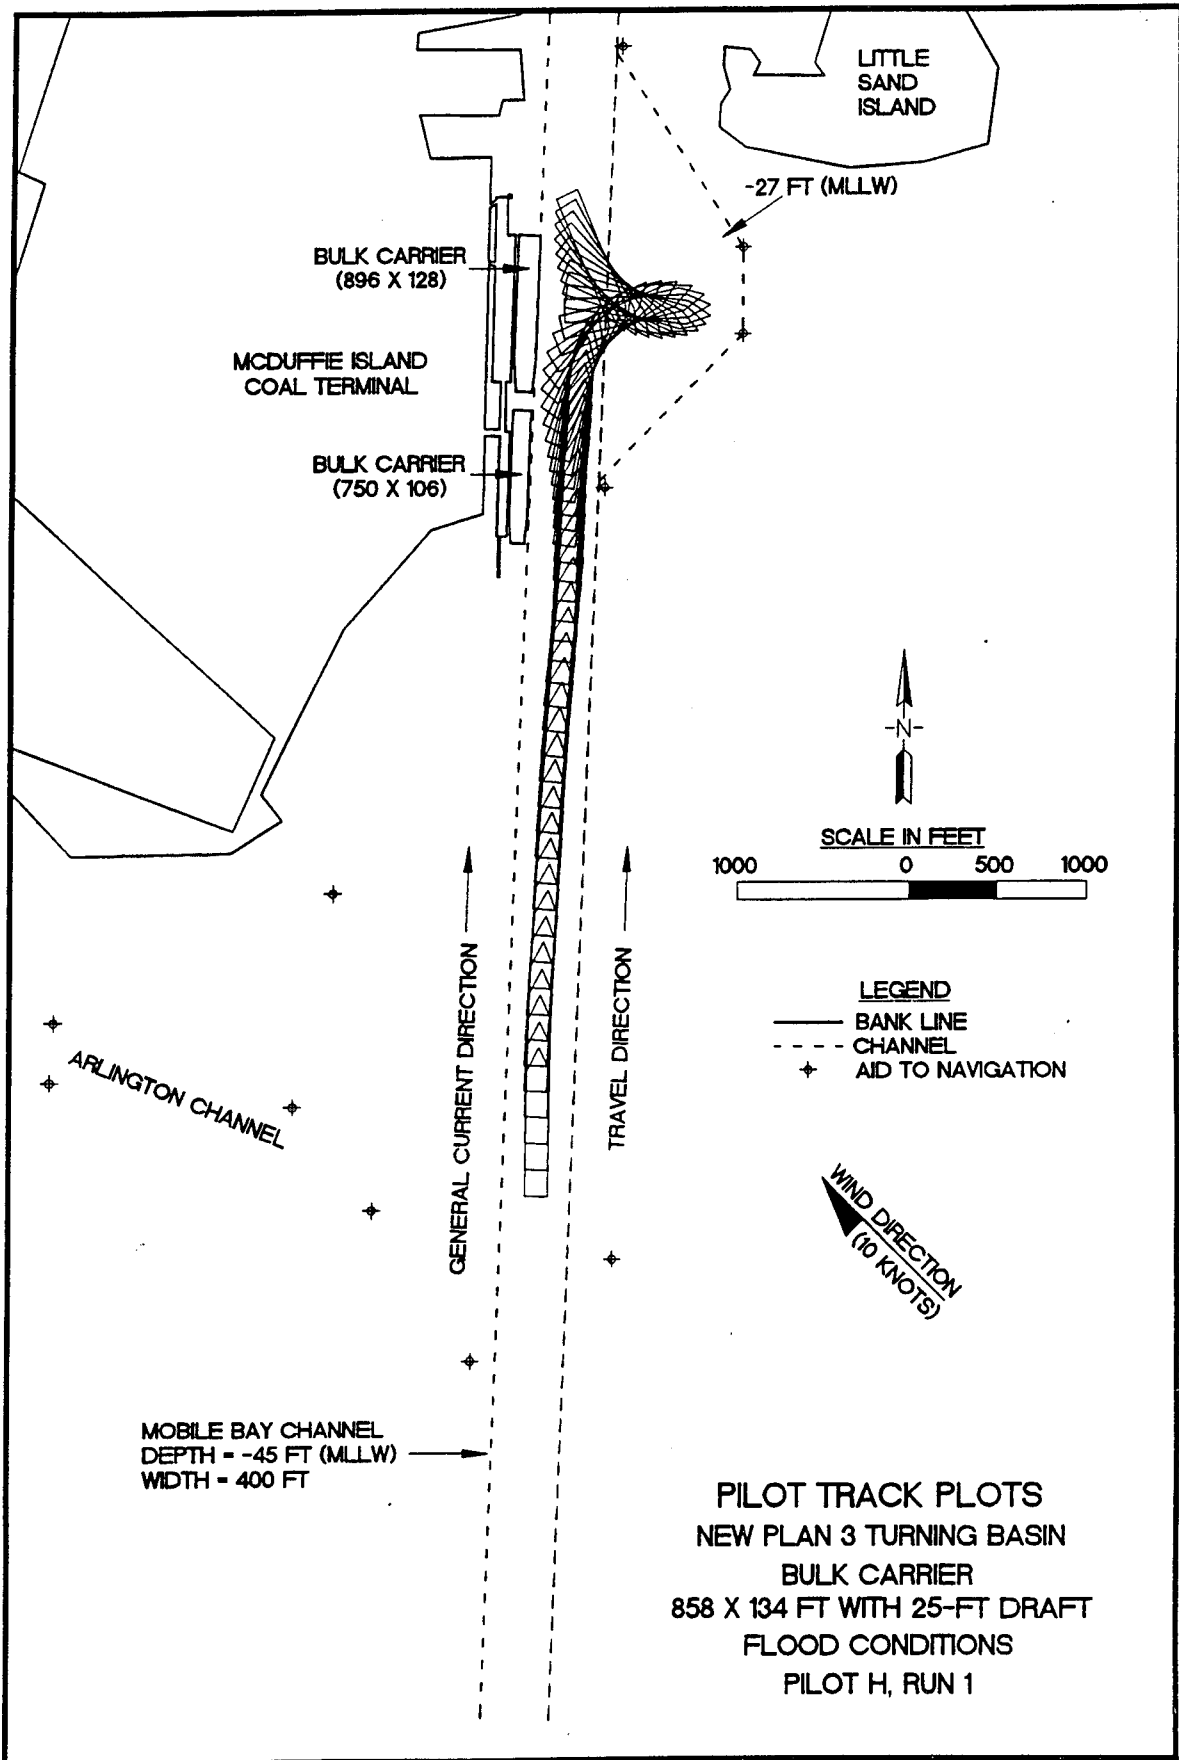 LITTLE
SAND
ISLAND
-27 FT (MLLW)
BULK CARRIER
(896 X 128)
MCDUFFIE ISLAND
COAL TERMINAL
BULK CARRIER
(750 X 106)
-N-
SCALE IN FEET
1000 0 500 1000
GENERAL CURRENT DIRECTION
TRAVEL DIRECTION
LEGEND
BANK LINE
CHANNEL
AID TO NAVIGATION
ARLINGTON CHANNEL
WIND DIRECTION
(10 KNOTS)
MOBILE BAY CHANNEL
DEPTH = -45 FT (MLLW)
WIDTH = 400 FT
PILOT TRACK PLOTS
NEW PLAN 3 TURNING BASIN
BULK CARRIER
858 X 134 FT WITH 25-FT DRAFT
FLOOD CONDITIONS
PILOT H, RUN 1